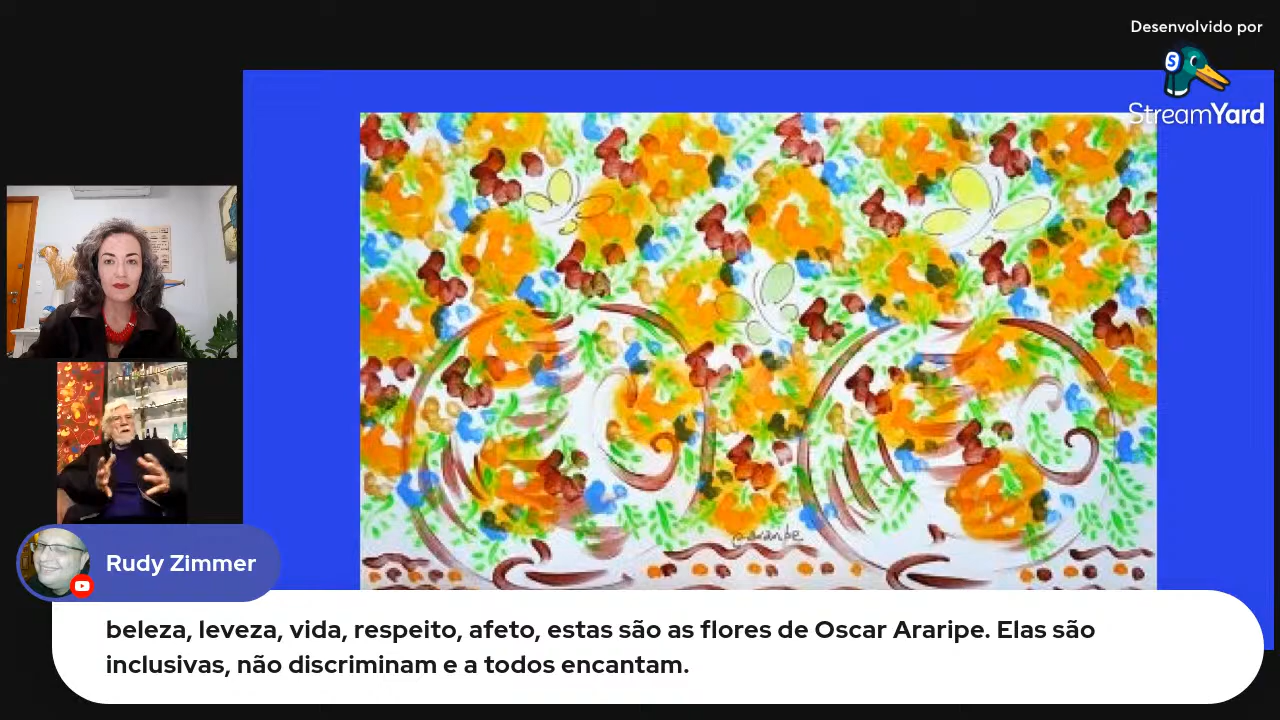 Desenvolvido por
StreamYard
Rudy Zimmer
beleza, leveza, vida, respeito, afeto, estas são as flores de Oscar Araripe. Elas são
inclusivas, não discriminam e a todos encantam.